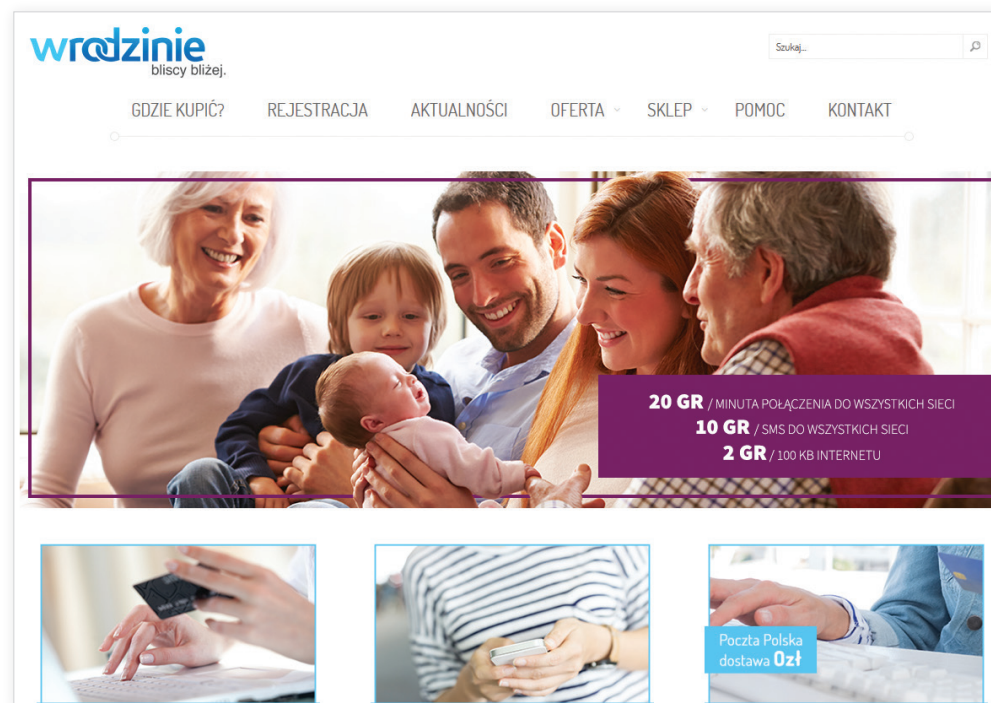 wrodzinie
bliscy bliżej.
Szukaj...
GDZIE KUPIĆ? REJESTRACJA AKTUALNOŚCI OFERTA SKLEP POMOC KONTAKT
20 GR / MINUTA POŁĄCZENIA DO WSZYSTKICH SIECI
10 GR / SMS DO WSZYSTKICH SIECI
2 GR / 100 KB INTERNETU
Poczta Polska
dostawa 0zł